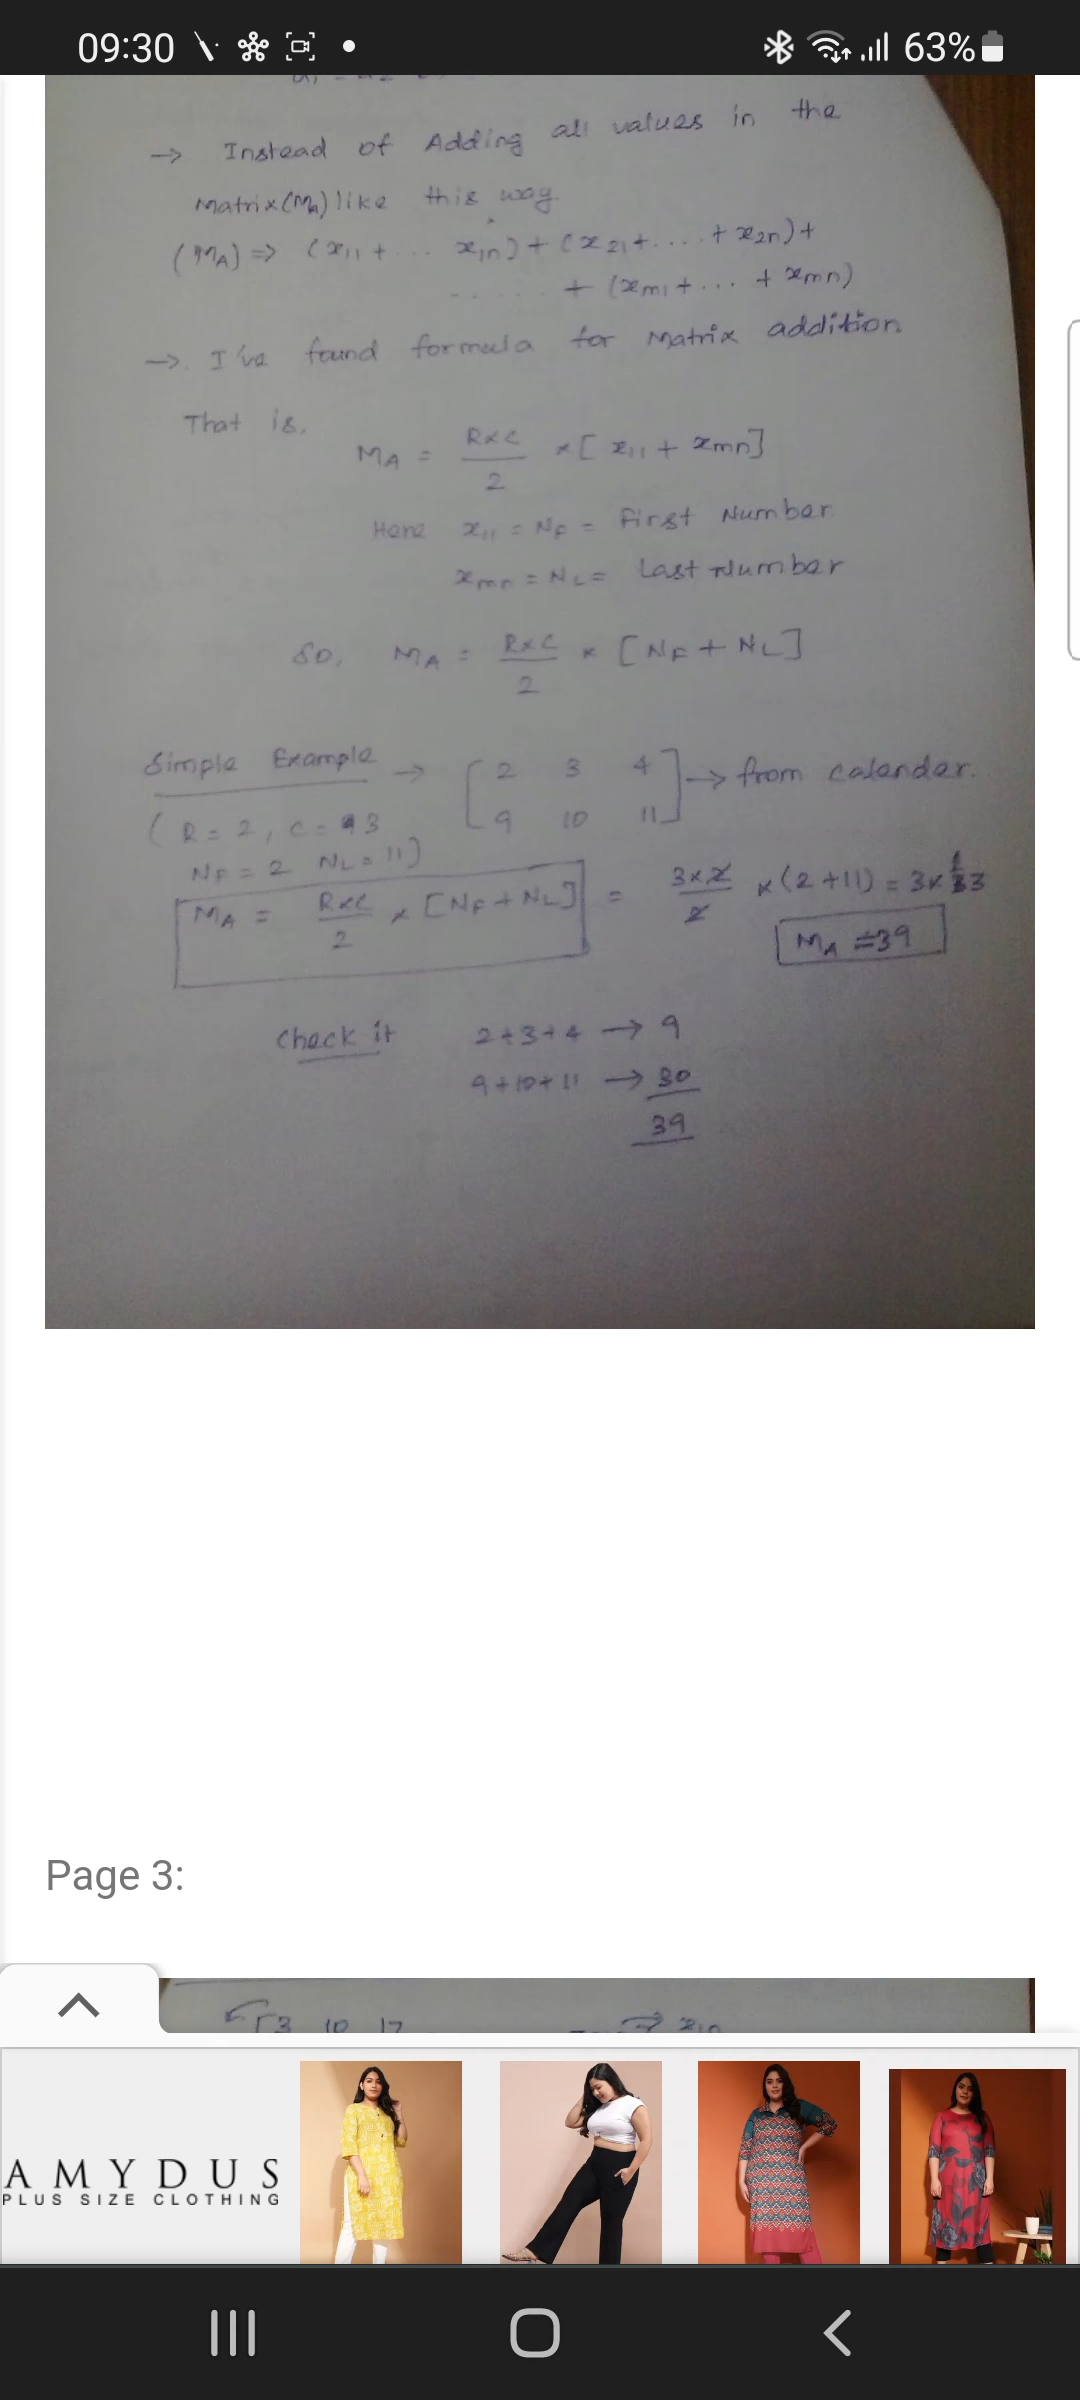 09:30
63%
→ Instead of Adding all values in the
Matrix (MA) like this way
(MA) => (x11 + ... x1n) + (x21 + .... + x2n) +
...... + (xm1 + ... + xmn)
→. I've found formula for Matrix addition
That is,
MA = R×C/2 × [x11 + xmn]
Here x11 = NF = First Number
xmn = NL = Last Number
So, MA = R×C/2 × [NF + NL]
Simple Example → [2 3 4
9 10 11] → from calender.
(R = 2, C = 3
NF = 2 NL = 11)
MA = R×C/2 × [NF + NL] = 3×2/2 × (2 + 11) = 3×13
MA = 39
Check it 2+3+4 → 9
9+10+11 → 30
39
Page 3:
[3 10 17
AMYDUS
PLUS SIZE CLOTHING